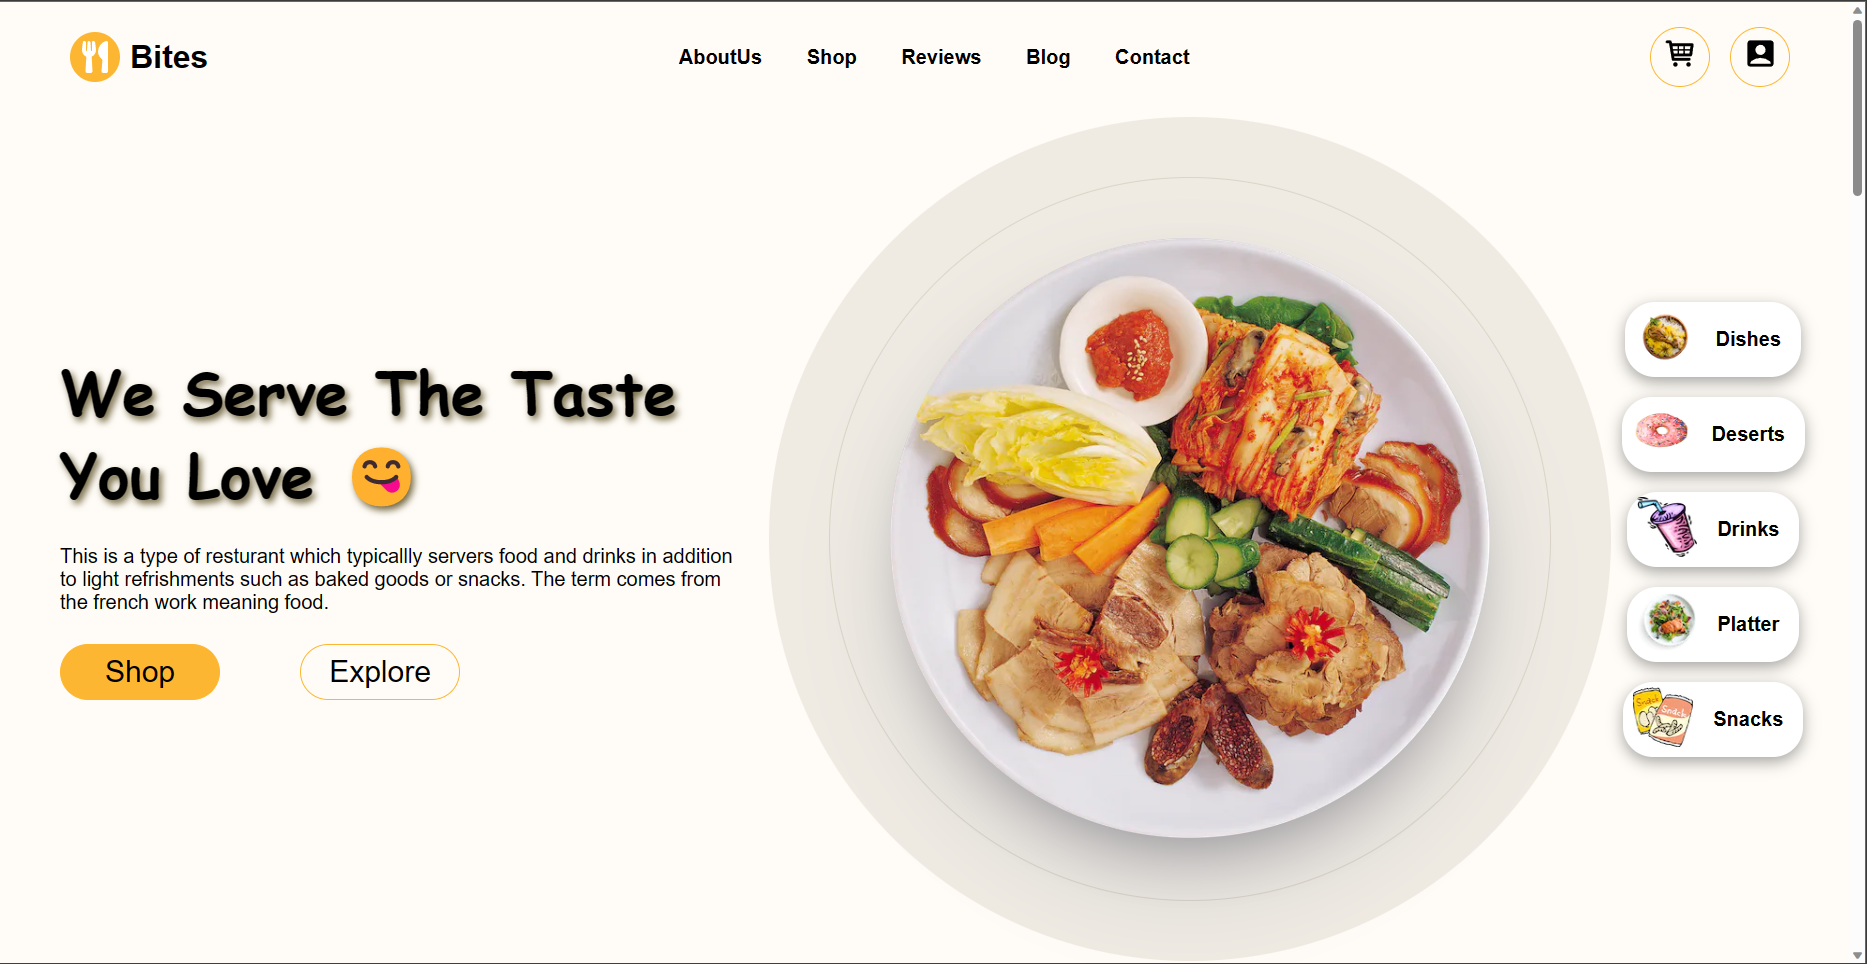 Bites
AboutUs Shop Reviews Blog Contact
We Serve The Taste
You Love 😋
This is a type of resturant which typicallly servers food and drinks in addition
to light refrishments such as baked goods or snacks. The term comes from
the french work meaning food.
Shop Explore
Dishes
Deserts
Drinks
Platter
Snack
Snack
Snacks